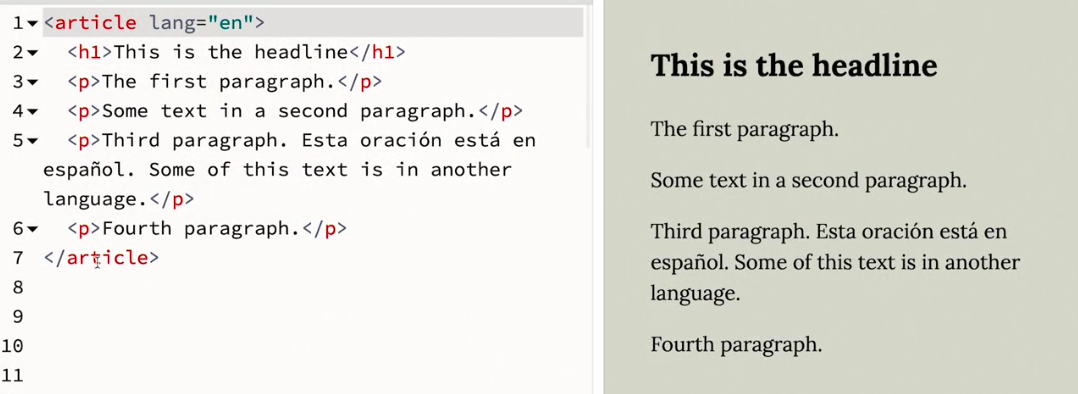 1 <article lang="en">
2 <h1>This is the headline</h1>
3 <p>The first paragraph.</p>
4 <p>Some text in a second paragraph.</p>
5 <p>Third paragraph. Esta oración está en
español. Some of this text is in another
language.</p>
6 <p>Fourth paragraph.</p>
7 </article>
8
9
10
11
This is the headline
The first paragraph.
Some text in a second paragraph.
Third paragraph. Esta oración está en
español. Some of this text is in another
language.
Fourth paragraph.